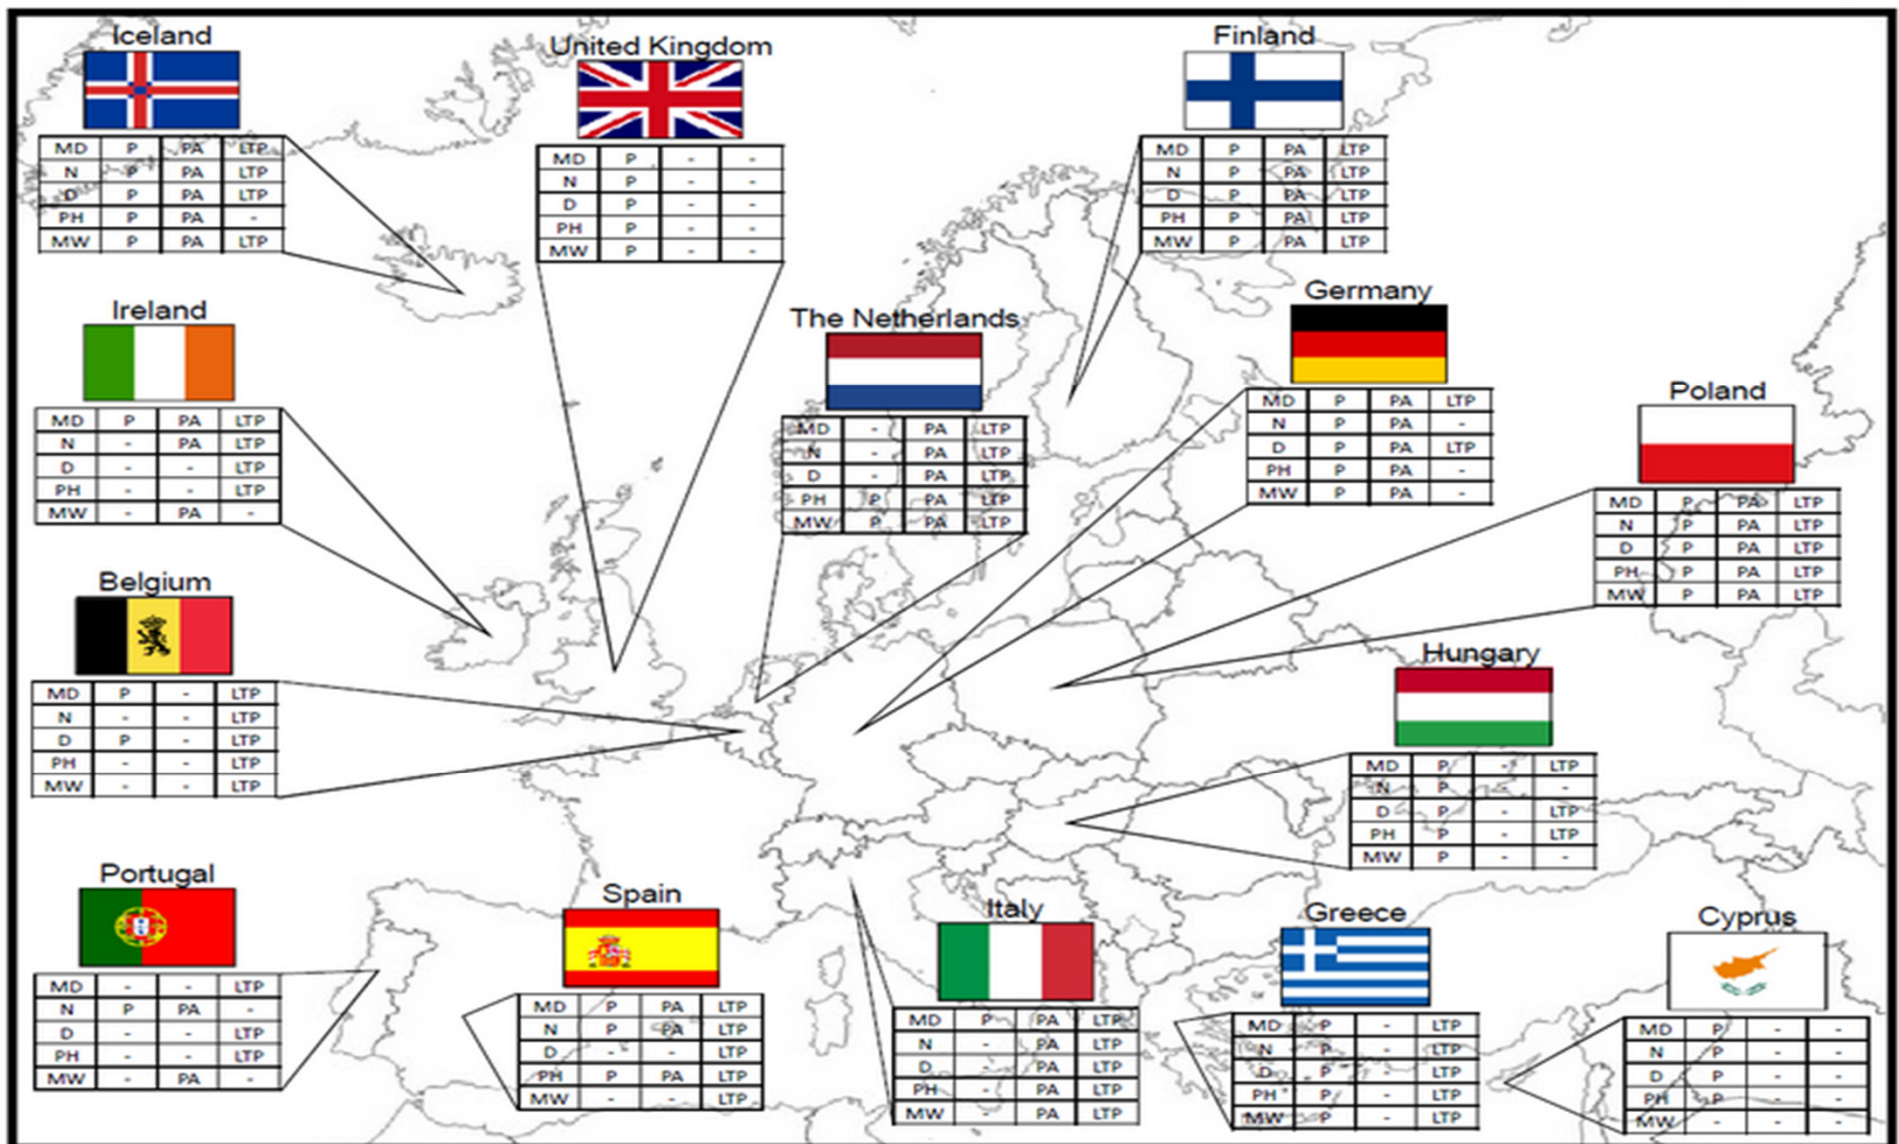 Iceland
MD P PA LTP
N P PA LTP
D P PA LTP
PH P PA -
MW P PA LTP
United Kingdom
MD P - -
N P - -
D P - -
PH P - -
MW P - -
Finland
MD P PA LTP
N P PA LTP
D P PA LTP
PH P PA LTP
MW P PA LTP
Ireland
MD P PA LTP
N - PA LTP
D - - LTP
PH - - LTP
MW - PA -
The Netherlands
MD - PA LTP
N - PA LTP
D - PA LTP
PH P PA LTP
MW P PA LTP
Germany
MD P PA LTP
N P PA -
D P PA LTP
PH P PA -
MW P PA -
Poland
MD P PA LTP
N P PA LTP
D P PA LTP
PH P PA LTP
MW P PA LTP
Belgium
MD P - LTP
N - - LTP
D P - LTP
PH - - LTP
MW - - LTP
Hungary
MD P - LTP
N P - -
D P - LTP
PH P - LTP
MW P - -
Portugal
MD - - LTP
N P PA -
D - - LTP
PH - - LTP
MW - PA -
Spain
MD P PA LTP
N P PA LTP
D - - LTP
PH P PA LTP
MW - - LTP
Italy
MD P PA LTP
N - PA LTP
D - PA LTP
PH - PA LTP
MW - PA LTP
Greece
MD P - LTP
N P - LTP
D P - LTP
PH P - LTP
MW P - LTP
Cyprus
MD P - -
N P - -
D P - -
PH P - -
MW - - -